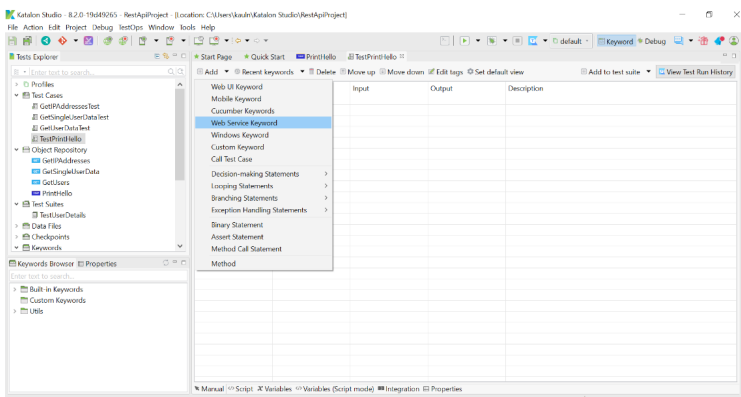 Katalon Studio - 8.2.0-19d49265 - RestApiProject - [Location: C:\Users\kauln\Katalon Studio\RestApiProject]
File Action Edit Project Debug TestOps Window Tools Help
default Keyword Debug
Tests Explorer
Start Page Quick Start PrintHello TestPrintHello
Enter text to search...
Add Recent keywords Delete Move up Move down Edit tags Set default view Add to test suite View Test Run History
Profiles
Test Cases
GetIPAddressesTest
GetSingleUserDataTest
GetUserDataTest
TestPrintHello
Object Repository
GetIPAddresses
GetSingleUserData
GetUsers
PrintHello
Test Suites
TestUserDetails
Data Files
Checkpoints
Keywords
Web UI Keyword
Mobile Keyword
Cucumber Keywords
Web Service Keyword
Windows Keyword
Custom Keyword
Call Test Case
Decision-making Statements
Looping Statements
Branching Statements
Exception Handling Statements
Binary Statement
Assert Statement
Method Call Statement
Method
Input Output Description
Keywords Browser Properties
Enter text to search...
Built-in Keywords
Custom Keywords
Utils
Manual Script Variables Variables (Script mode) Integration Properties